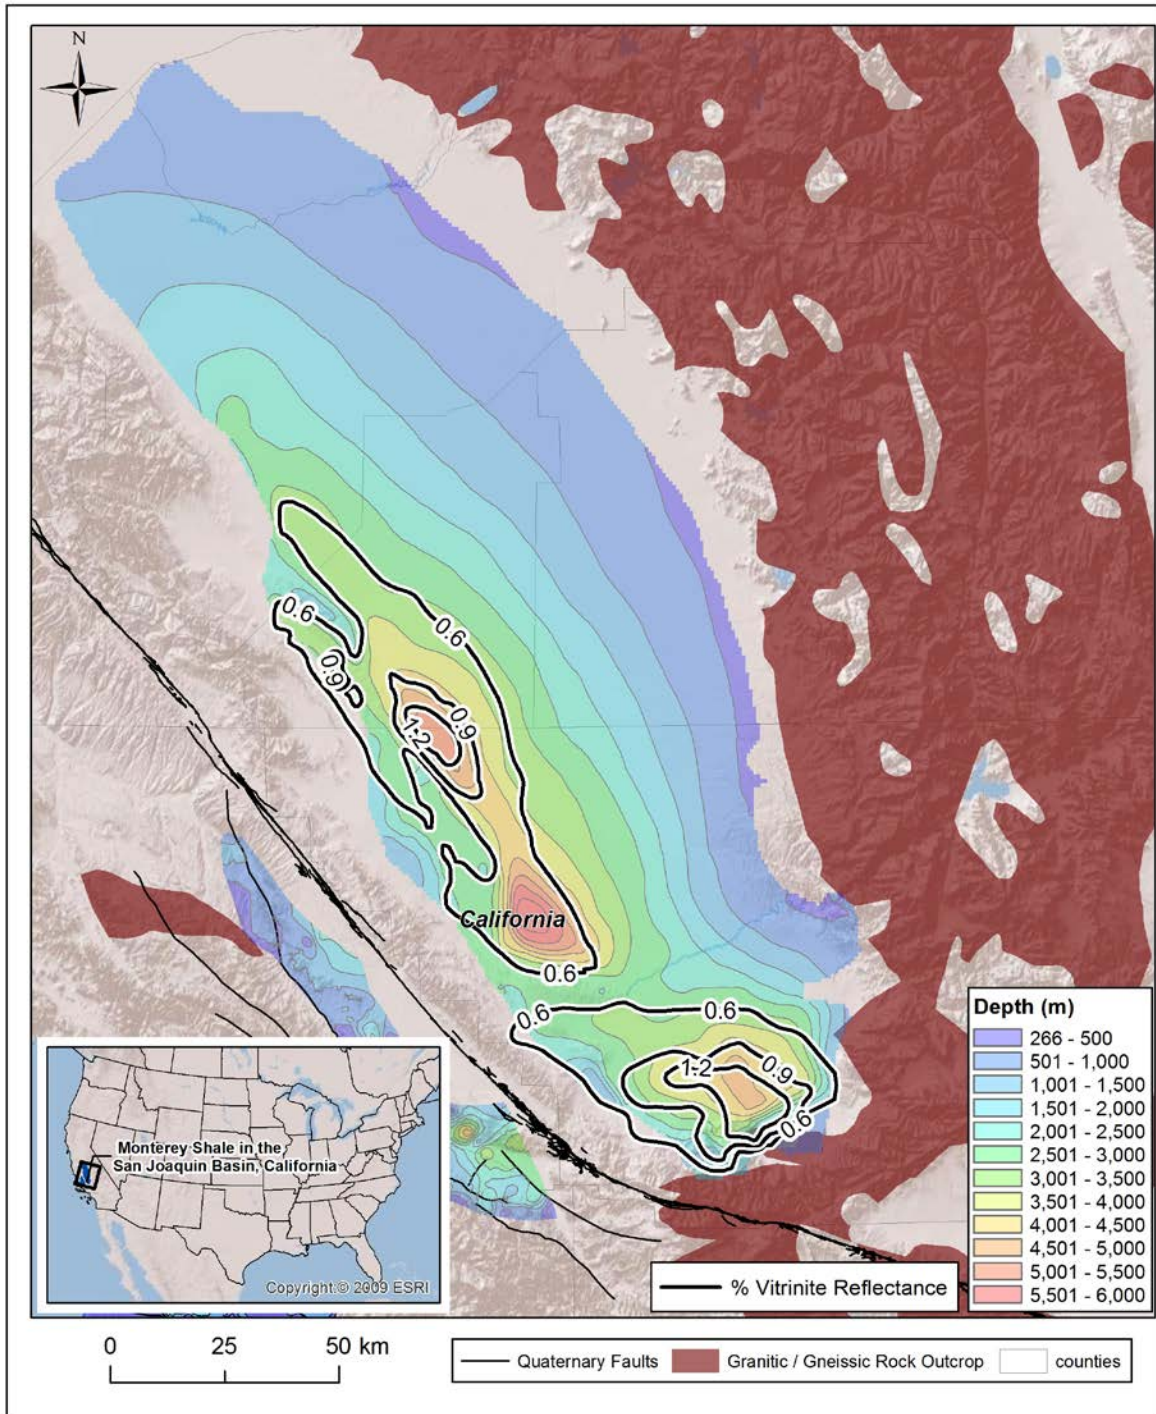 N
0.6
0.6
0.9
0.9
1.2
California
0.6
0.6
0.6
1.2
0.9
0.6
Depth (m)
266 - 500
501 - 1,000
1,001 - 1,500
1,501 - 2,000
2,001 - 2,500
2,501 - 3,000
3,001 - 3,500
3,501 - 4,000
4,001 - 4,500
4,501 - 5,000
5,001 - 5,500
5,501 - 6,000
Monterey Shale in the
San Joaquin Basin, California
Copyright:© 2009 ESRI
% Vitrinite Reflectance
0 25 50 km
Quaternary Faults Granitic / Gneissic Rock Outcrop counties